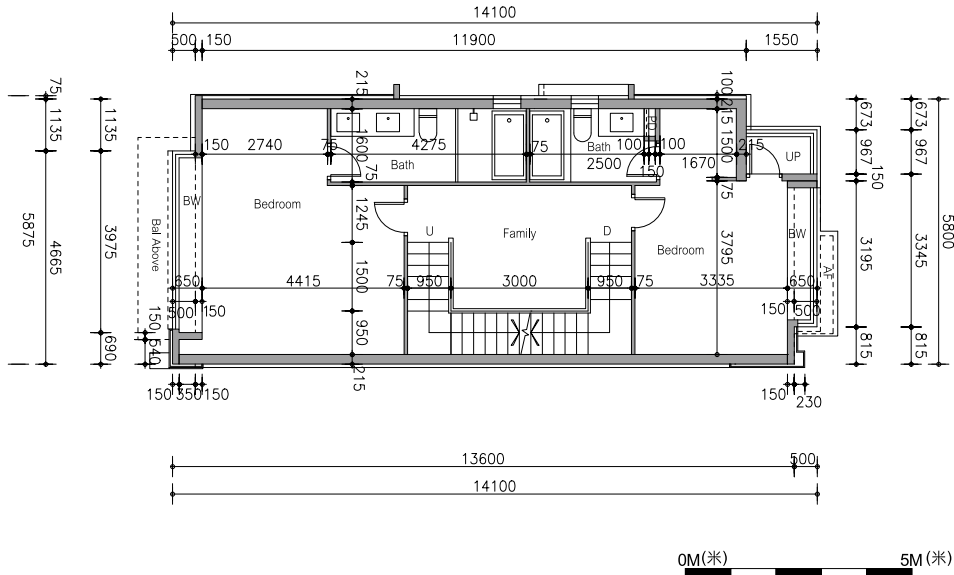 14100
500 150 11900 1550
75
1135
1135
215
100
215
673
673
PD
1600
4275
1500
150 2740 75 75 100 100 215
Bath
Bath
2500
150
1670
UP
967
967
150
75
75
BW
Bedroom
1245
U
Family
D
Bedroom
3795
BW
Bal Above
5875
4665
3975
3195
3345
5800
AF
650 4415 75 950 3000 950 75 3335 650
1500
500 150
150 500
150
950
690
540
815
815
215
150 350 150
150
230
13600 500
14100
0M(米) 5M(米)